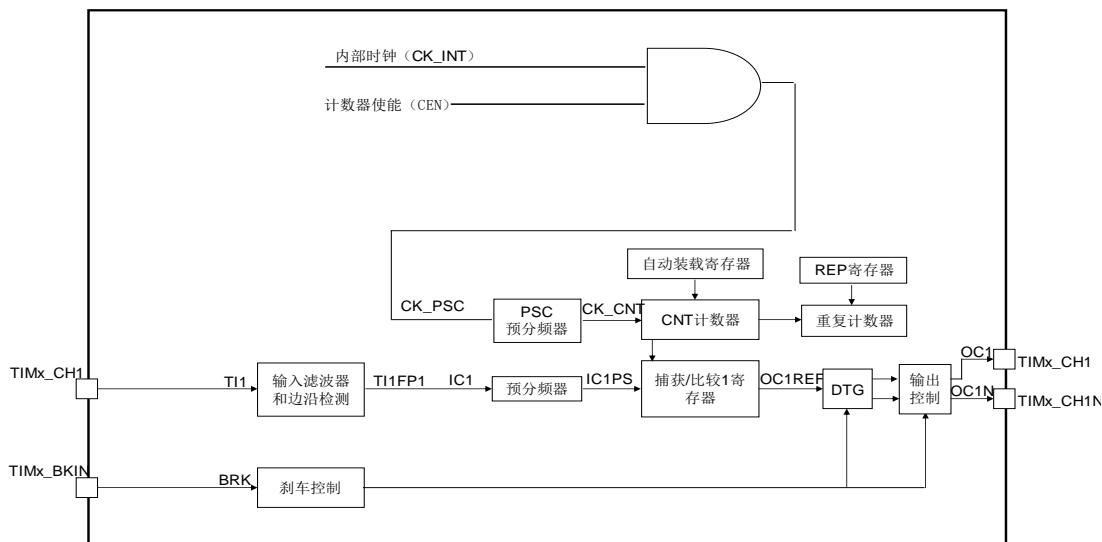 内部时钟（CK_INT）
计数器使能（CEN）
自动装载寄存器
REP寄存器
CK_PSC
PSC
预分频器
CK_CNT
CNT计数器
重复计数器
TIMx_CH1
TI1
输入滤波器
和边沿检测
TI1FP1
IC1
预分频器
IC1PS
捕获/比较1寄
存器
OC1REF
DTG
输出
控制
OC1
TIMx_CH1
OC1N
TIMx_CH1N
TIMx_BKIN
BRK
刹车控制